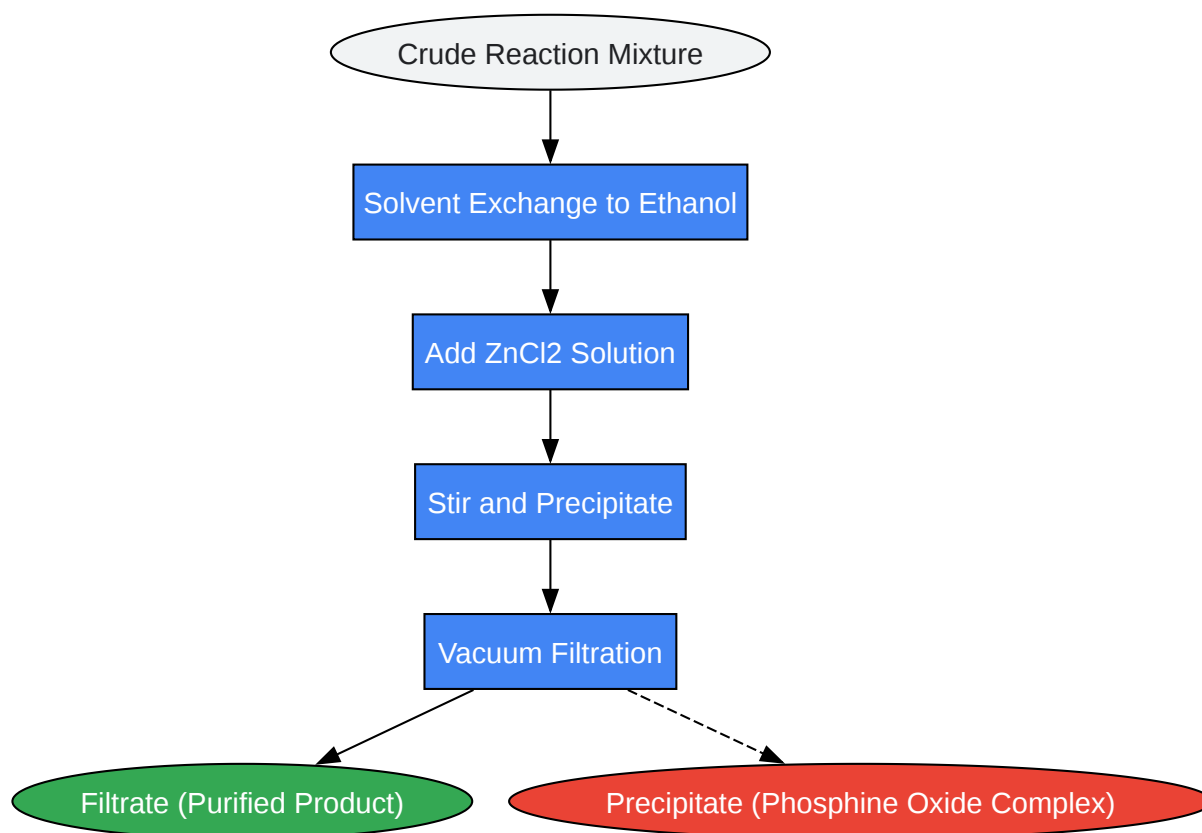 Crude Reaction Mixture
Solvent Exchange to Ethanol
Add ZnCl2 Solution
Stir and Precipitate
Vacuum Filtration
Filtrate (Purified Product)
Precipitate (Phosphine Oxide Complex)